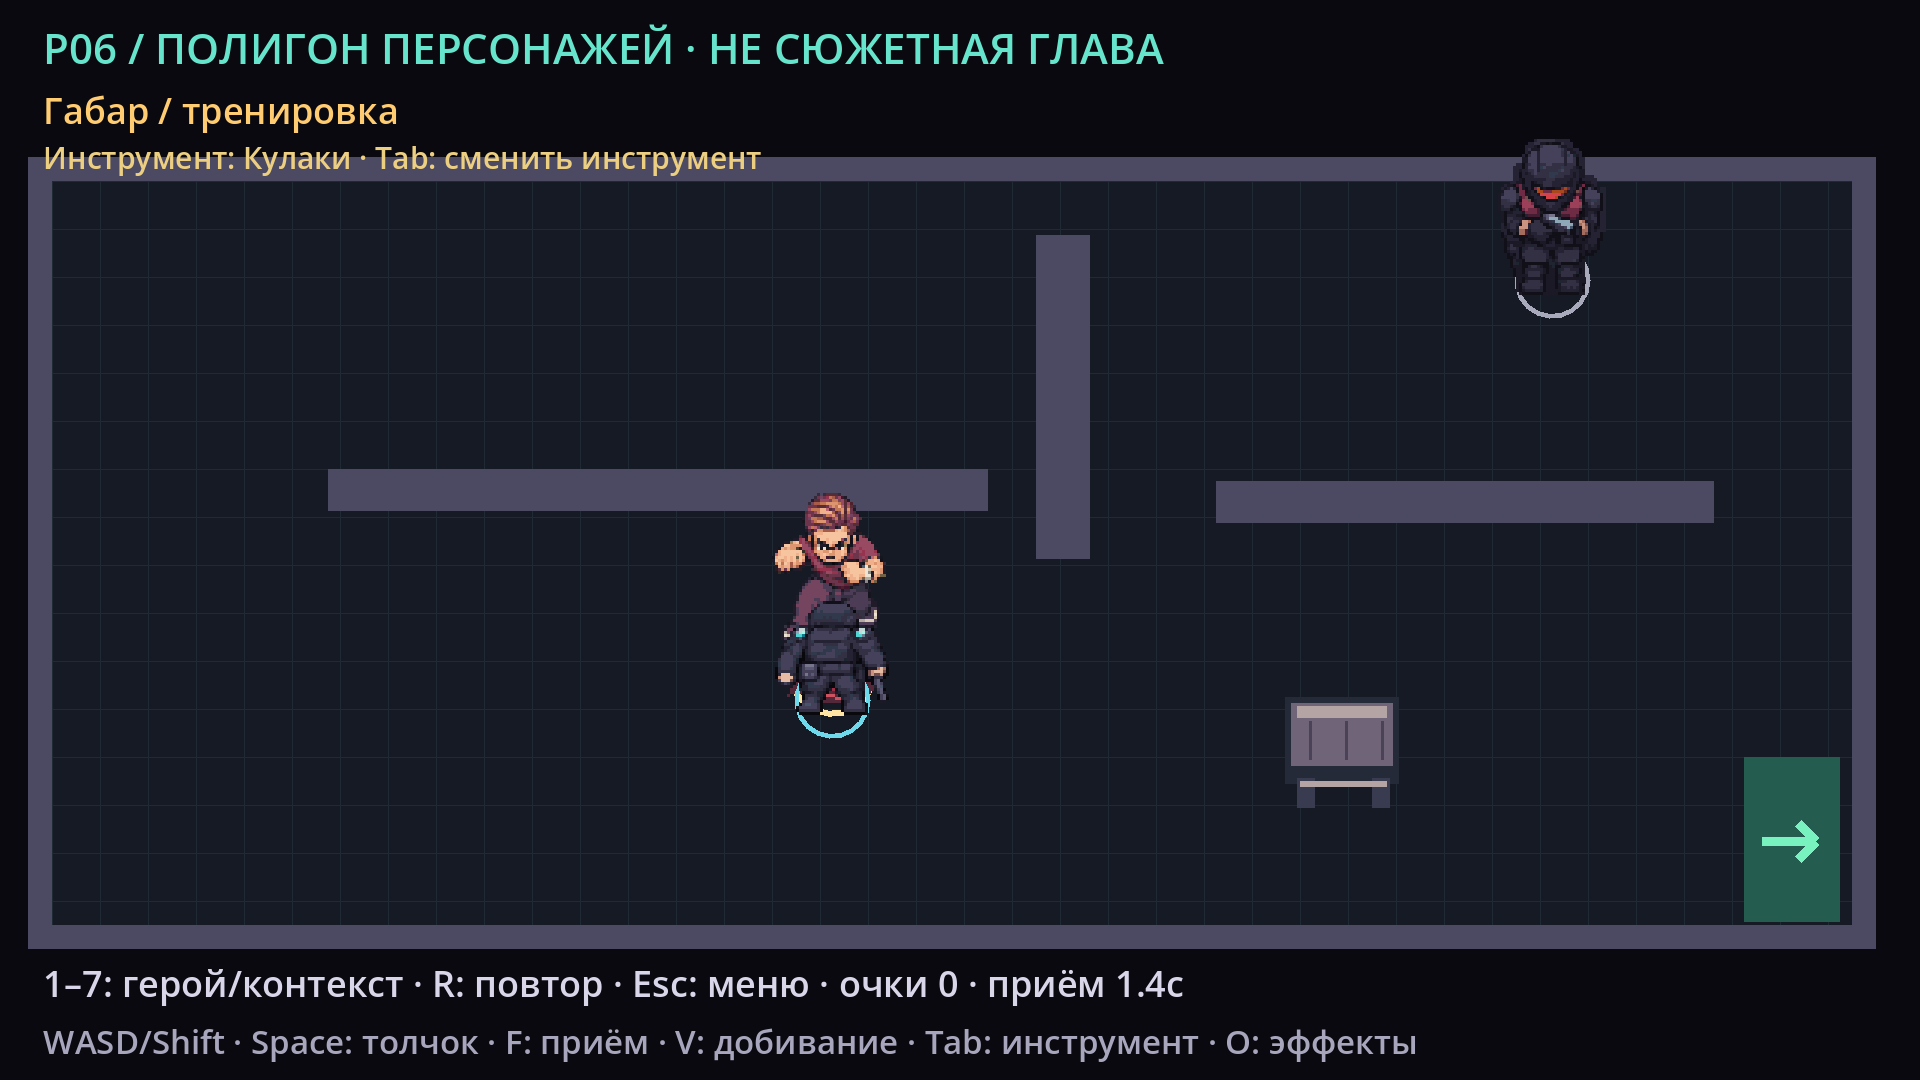 P06 / ПОЛИГОН ПЕРСОНАЖЕЙ · НЕ СЮЖЕТНАЯ ГЛАВА
Габар / тренировка
Инструмент: Кулаки · Tab: сменить инструмент
1–7: герой/контекст · R: повтор · Esc: меню · очки 0 · приём 1.4с
WASD/Shift · Space: толчок · F: приём · V: добивание · Tab: инструмент · O: эффекты